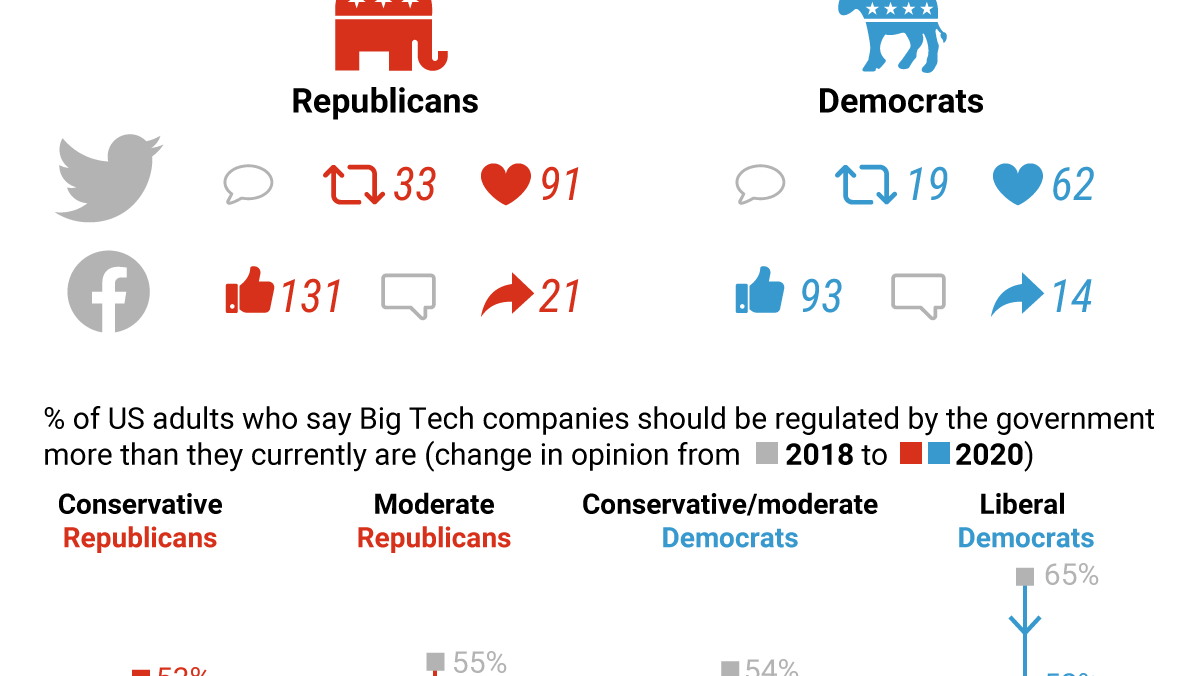 Republicans Democrats
33 91 19 62
131 21 93 14
% of US adults who say Big Tech companies should be regulated by the government
more than they currently are (change in opinion from 2018 to 2020)
Conservative Moderate Conservative/moderate Liberal
Republicans Republicans Democrats Democrats
65%
55% 54%